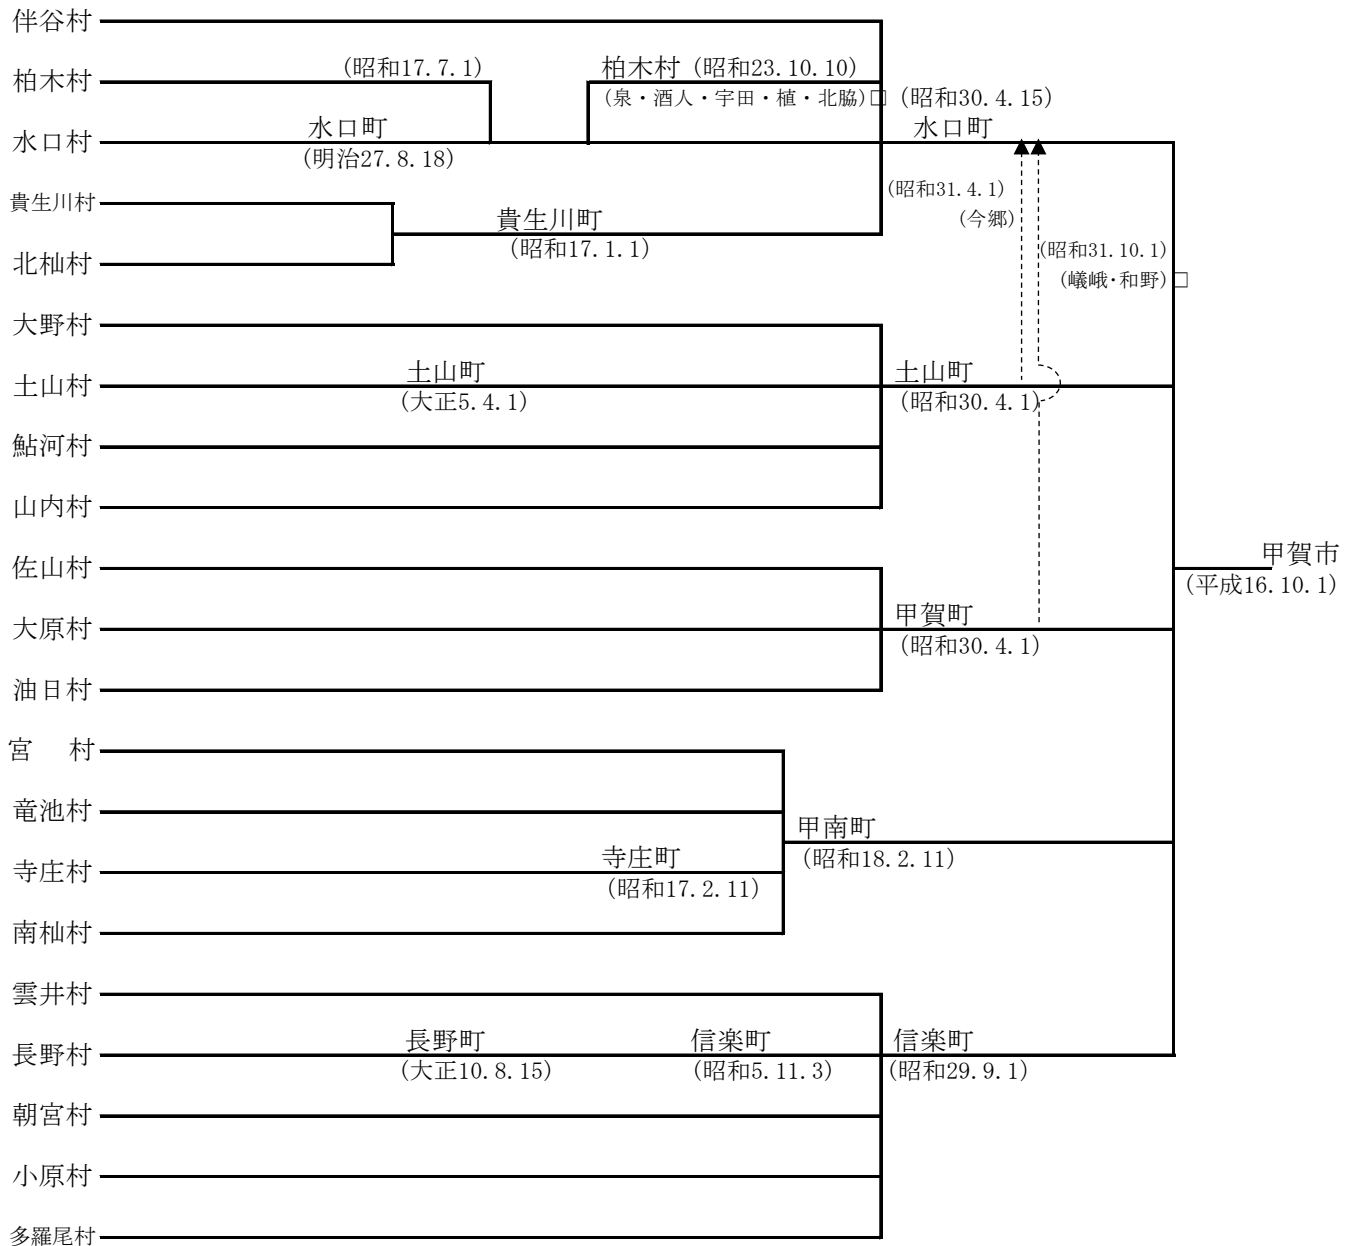 伴谷村
柏木村
(昭和17.7.1)
柏木村 (昭和23.10.10)
(泉・酒人・宇田・植・北脇)□
(昭和30.4.15)
水口村
水口町
(明治27.8.18)
水口町
貴生川村
貴生川町
(昭和17.1.1)
(昭和31.4.1)
(今郷)
北杣村
(昭和31.10.1)
(嶬峨・和野)□
大野村
土山村
土山町
(大正5.4.1)
土山町
(昭和30.4.1)
鮎河村
山内村
佐山村
甲賀市
(平成16.10.1)
大原村
甲賀町
(昭和30.4.1)
油日村
宮 村
竜池村
甲南町
(昭和18.2.11)
寺庄村
寺庄町
(昭和17.2.11)
南杣村
雲井村
長野村
長野町
(大正10.8.15)
信楽町
(昭和5.11.3)
信楽町
(昭和29.9.1)
朝宮村
小原村
多羅尾村